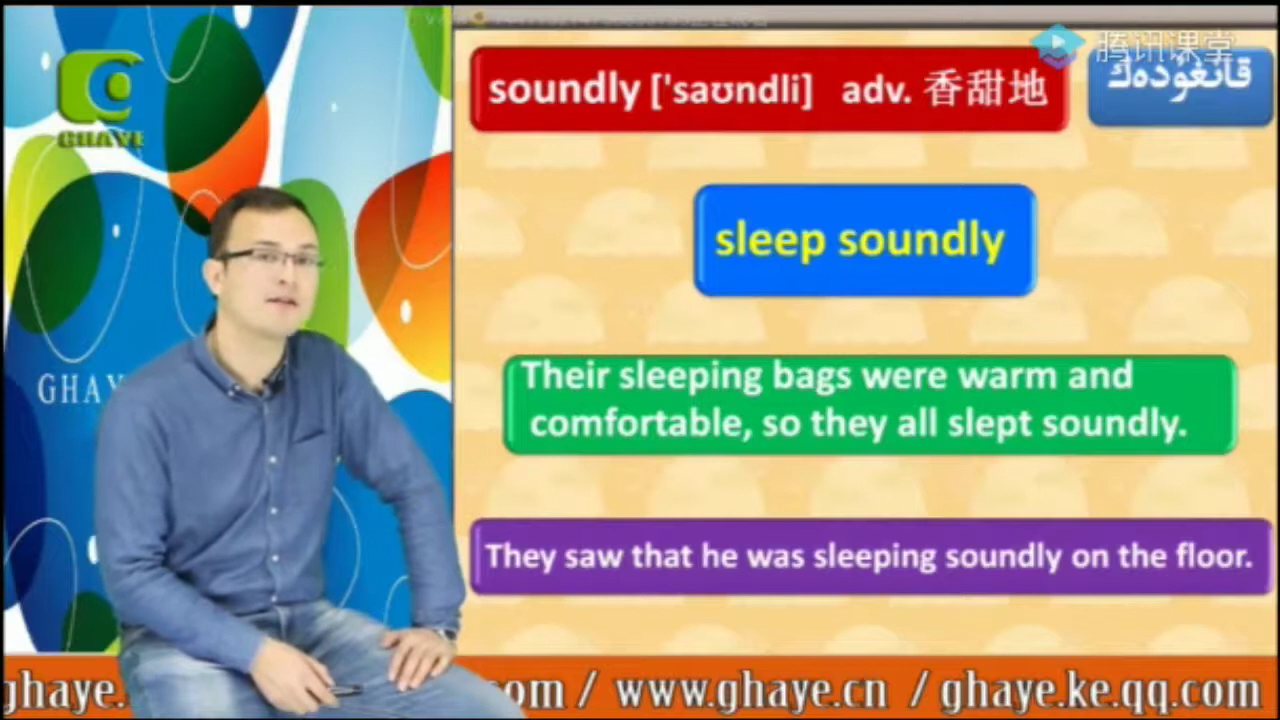 GHAYE
GHAY
soundly ['saʊndli] adv. 香甜地
腾讯课堂
قانغۇدەك
sleep soundly
Their sleeping bags were warm and
comfortable, so they all slept soundly.
They saw that he was sleeping soundly on the floor.
ghaye. com / www.ghaye.cn / ghaye.ke.qq.com